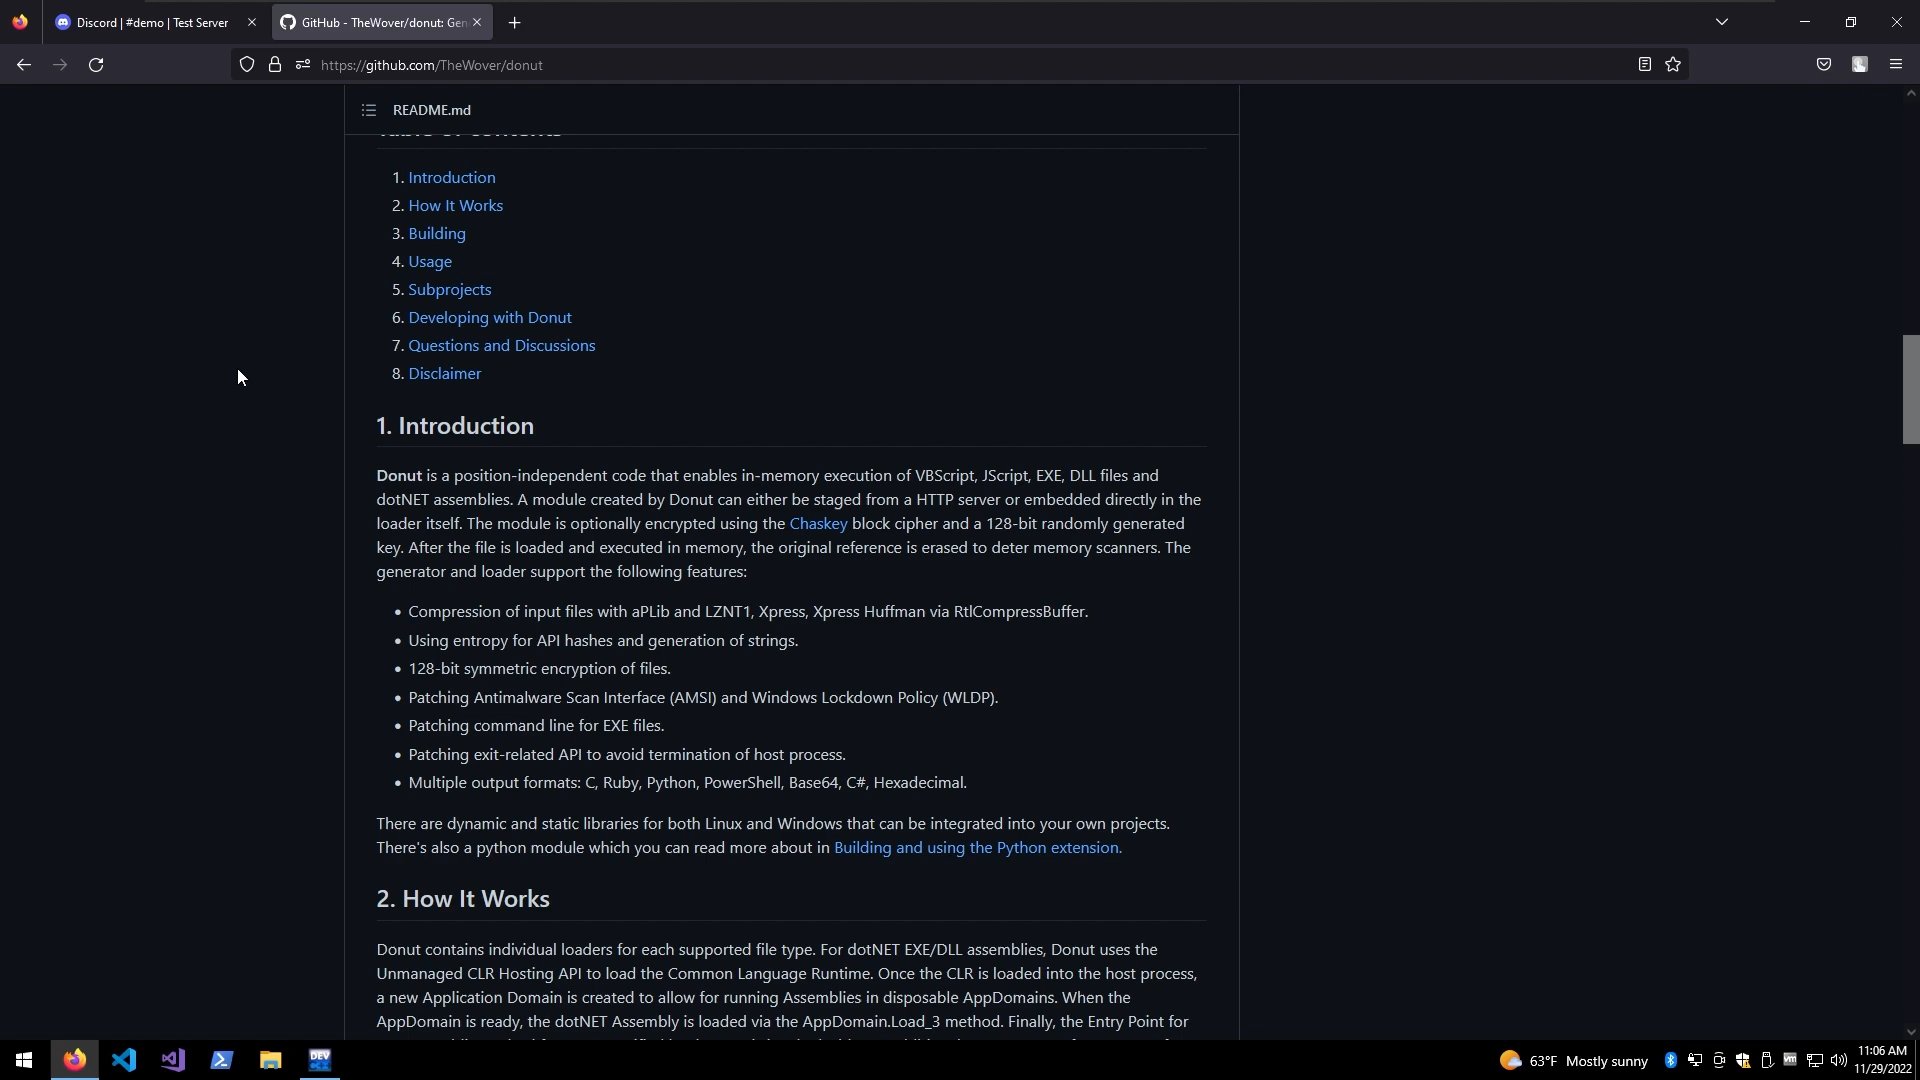 Discord | #demo | Test Server
GitHub - TheWover/donut: Gen
https://github.com/TheWover/donut
README.md
Table of contents
1. Introduction
2. How It Works
3. Building
4. Usage
5. Subprojects
6. Developing with Donut
7. Questions and Discussions
8. Disclaimer
1. Introduction
Donut is a position-independent code that enables in-memory execution of VBScript, JScript, EXE, DLL files and
dotNET assemblies. A module created by Donut can either be staged from a HTTP server or embedded directly in the
loader itself. The module is optionally encrypted using the Chaskey block cipher and a 128-bit randomly generated
key. After the file is loaded and executed in memory, the original reference is erased to deter memory scanners. The
generator and loader support the following features:
• Compression of input files with aPLib and LZNT1, Xpress, Xpress Huffman via RtlCompressBuffer.
• Using entropy for API hashes and generation of strings.
• 128-bit symmetric encryption of files.
• Patching Antimalware Scan Interface (AMSI) and Windows Lockdown Policy (WLDP).
• Patching command line for EXE files.
• Patching exit-related API to avoid termination of host process.
• Multiple output formats: C, Ruby, Python, PowerShell, Base64, C#, Hexadecimal.
There are dynamic and static libraries for both Linux and Windows that can be integrated into your own projects.
There's also a python module which you can read more about in Building and using the Python extension.
2. How It Works
Donut contains individual loaders for each supported file type. For dotNET EXE/DLL assemblies, Donut uses the
Unmanaged CLR Hosting API to load the Common Language Runtime. Once the CLR is loaded into the host process,
a new Application Domain is created to allow for running Assemblies in disposable AppDomains. When the
AppDomain is ready, the dotNET Assembly is loaded via the AppDomain.Load_3 method. Finally, the Entry Point for
DEV
63°F Mostly sunny
vm
11:06 AM
11/29/2022